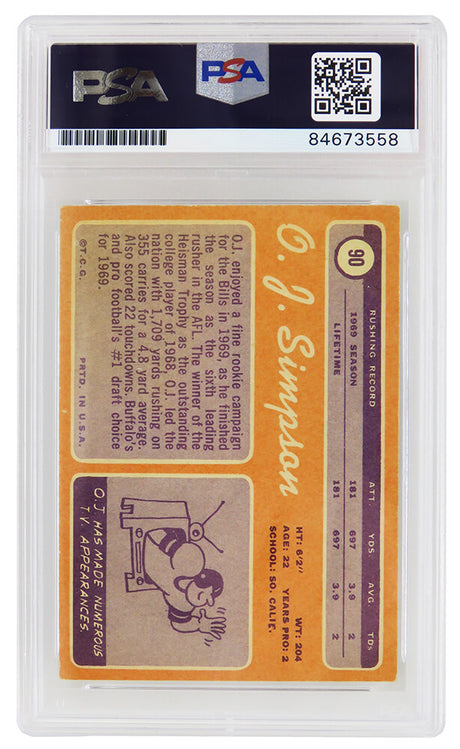 PSA
PSA
84673558
90
RUSHING RECORD ATT. YDS. AVG. TDs
1969 SEASON 181 697 3.9 2
LIFETIME 181 697 3.9 2
O. J. Simpson
HT: 6'2" WT: 204
AGE: 22 YEARS PRO: 2
SCHOOL: SO. CALIF.
O.J. enjoyed a fine rookie campaign
for the Bills in 1969, as he finished
the season as the sixth leading
rusher in the AFL. The winner of the
Heisman Trophy as the outstanding
college player of 1968, O.J. led the
nation with 1,709 yards rushing on
355 carries for a 4.8 yard average.
Also scored 22 touchdowns. Buffalo's
and pro football's #1 draft choice
for 1969.
©T.C.G. PRTD. IN U.S.A.
O.J. HAS MADE NUMEROUS
T.V. APPEARANCES.